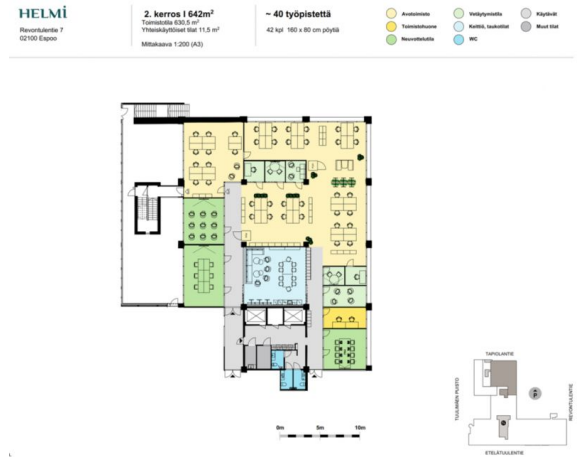 HELMI
Revontulentie 7
02100 Espoo
2. kerros I 642m²
Toimistotila 630,5 m²
Yhteiskäyttöiset tilat 11,5 m²
Mittakaava 1:200 (A3)
~ 40 työpistettä
42 kpl 160 x 80 cm pöytiä
Avotoimisto
Toimistohuone
Neuvottelutila
Vetäytymistila
Keittiö, taukotilat
WC
Käytävät
Muut tilat
0m 5m 10m
TAPIOLANTIE
TUULIMIEN PUISTO
REVONTULENTIE
ETELÄTUULENTIE